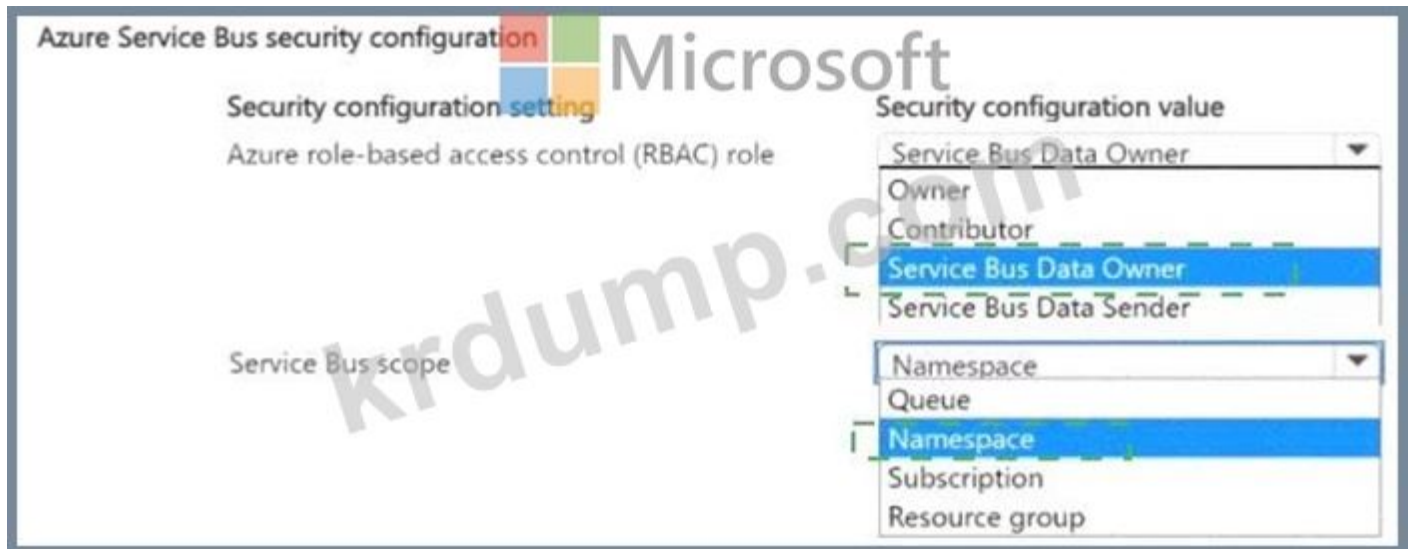 Azure Service Bus security configuration
Microsoft
Security configuration setting
Security configuration value
Azure role-based access control (RBAC) role
Service Bus Data Owner
Owner
Contributor
Service Bus Data Owner
Service Bus Data Sender
krdump.com
Service Bus scope
Namespace
Queue
Namespace
Subscription
Resource group